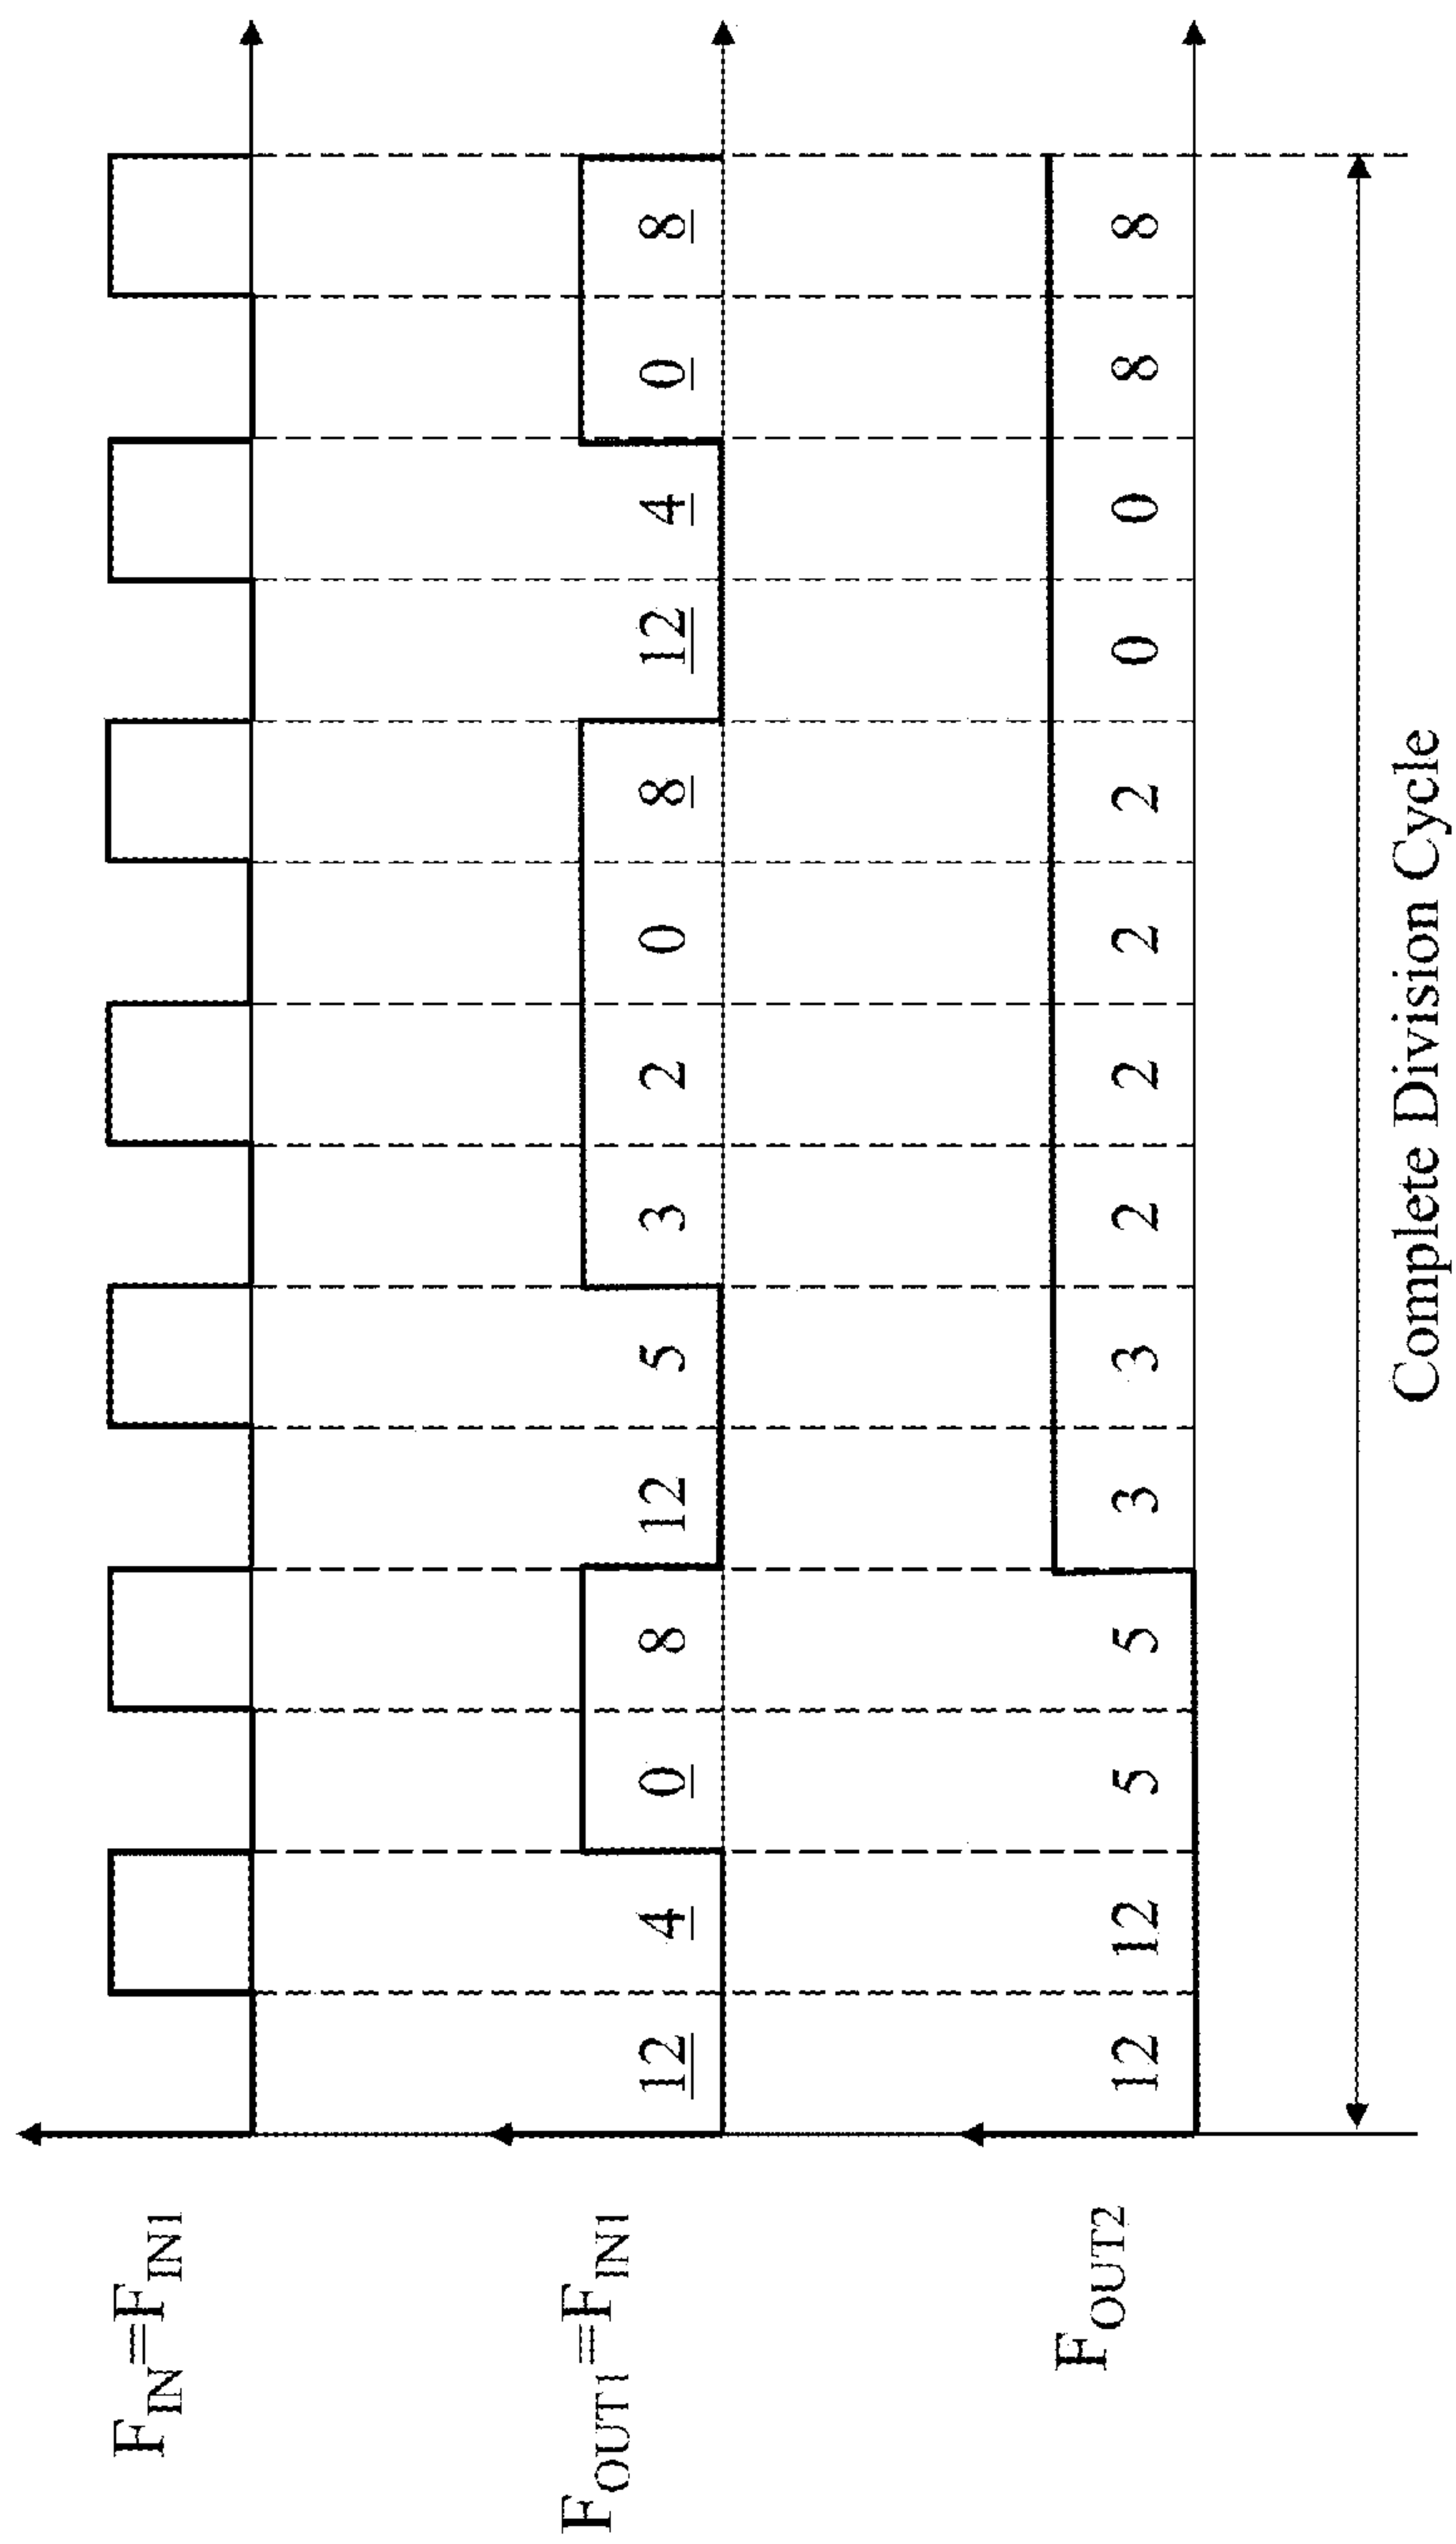 F_IN=F_IN1
12 4 0 8 12 5 3 2 0 8 12 4 0 8
F_OUT1=F_IN1
12 12 5 5 3 3 2 2 2 2 0 0 8 8
F_OUT2
Complete Division Cycle